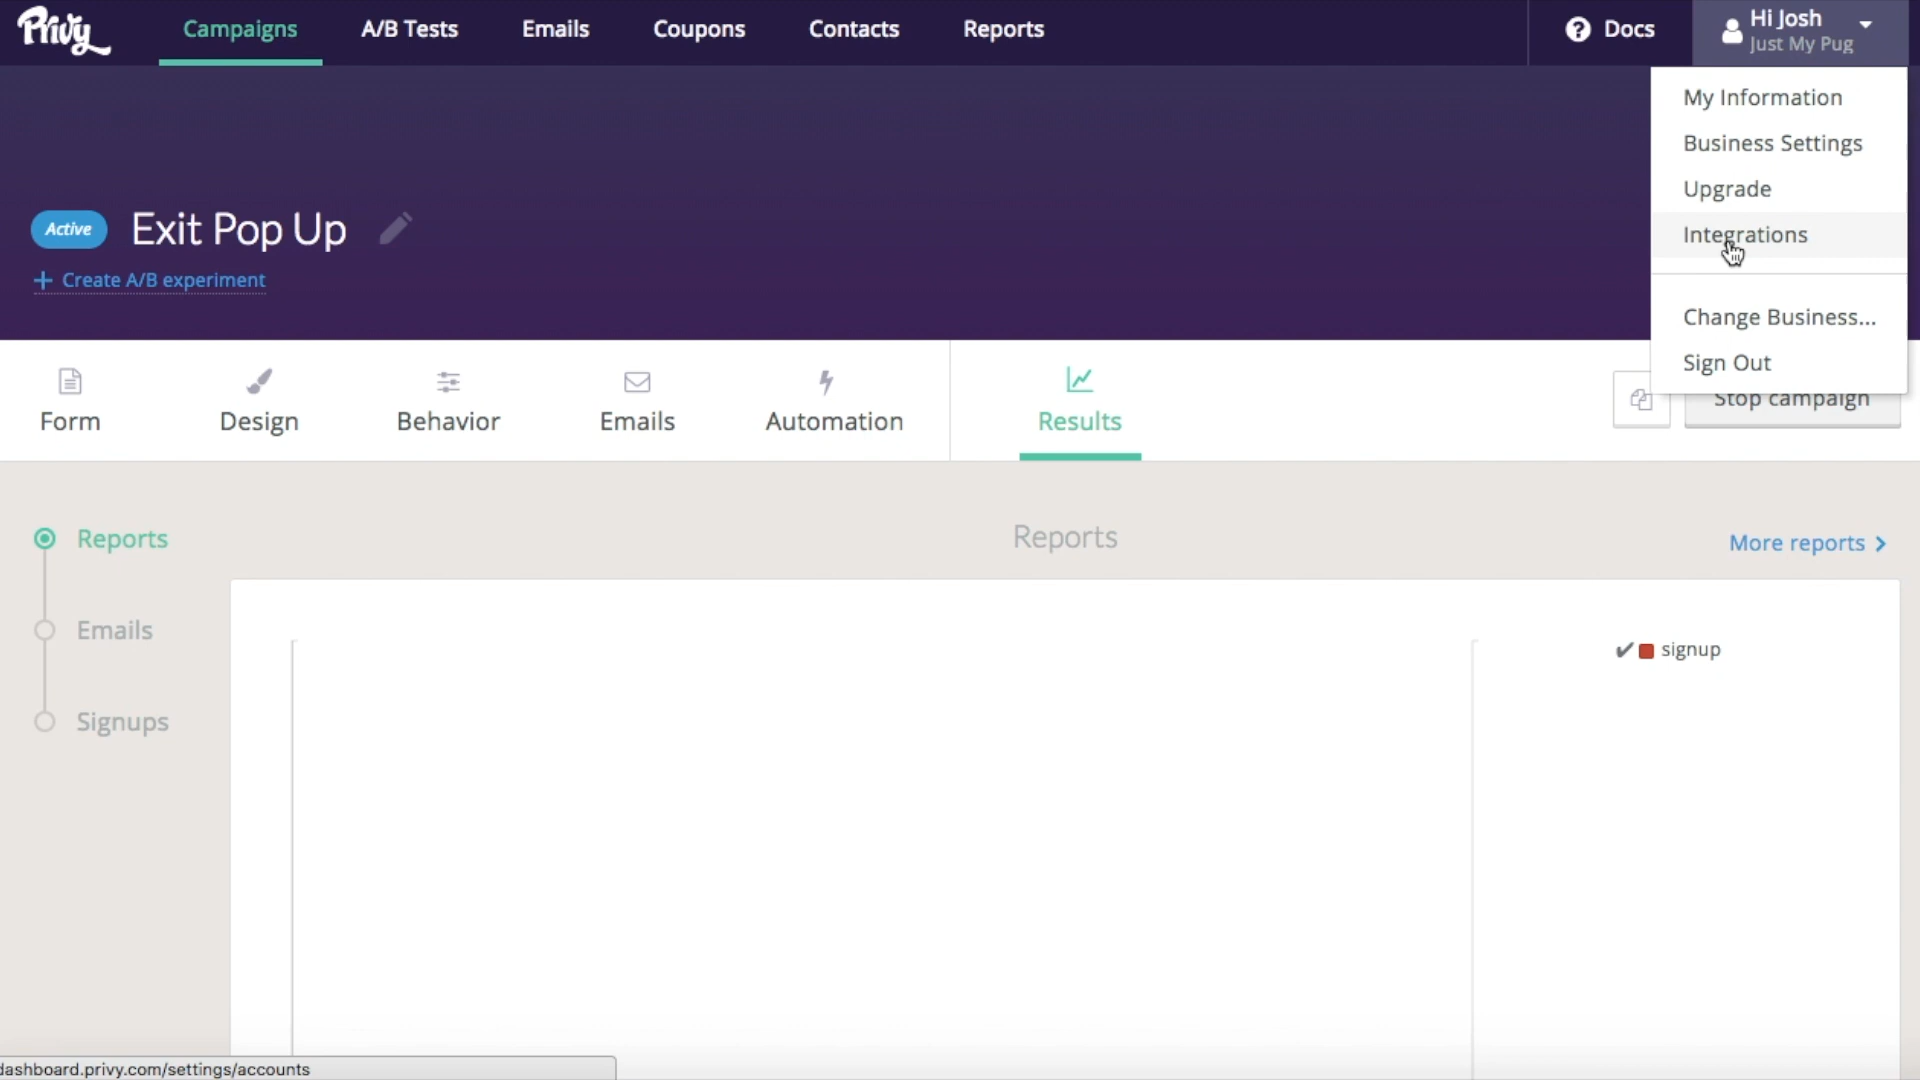 Privy
Campaigns
A/B Tests
Emails
Coupons
Contacts
Reports
Docs
Hi Josh
Just My Pug
My Information
Business Settings
Upgrade
Integrations
Change Business...
Sign Out
Active
Exit Pop Up
+ Create A/B experiment
Form
Design
Behavior
Emails
Automation
Results
Stop campaign
Reports
Emails
Signups
Reports
More reports >
signup
dashboard.privy.com/settings/accounts